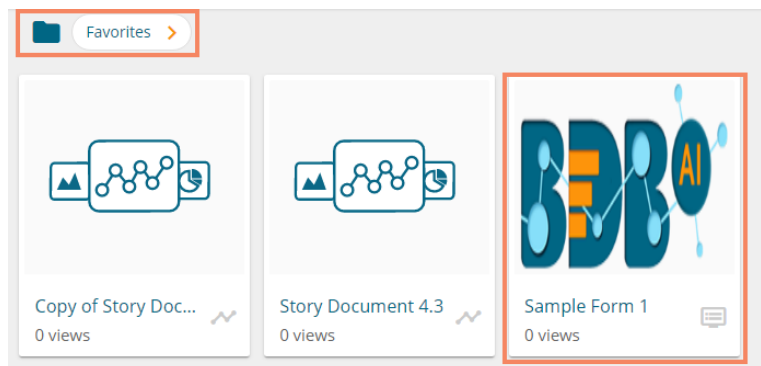 Favorites
BDB
AI
Copy of Story Doc...
0 views
Story Document 4.3
0 views
Sample Form 1
0 views